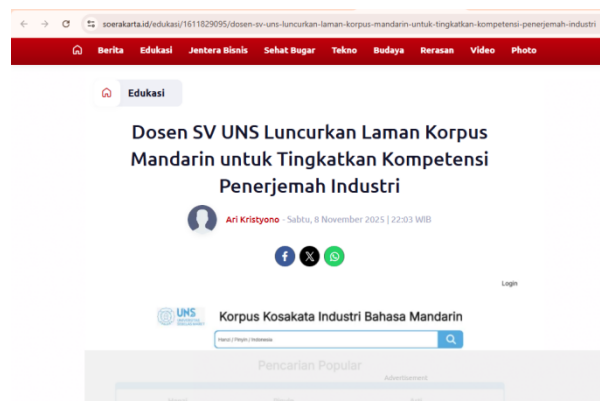 soerakarta.id/edukasi/1611829095/dosen-sv-uns-luncurkan-laman-korpus-mandarin-untuk-tingkatkan-kompetensi-penerjemah-industri
Berita Edukasi Jentera Bisnis Sehat Bugar Tekno Budaya Rerasan Video Photo
Edukasi
Dosen SV UNS Luncurkan Laman Korpus
Mandarin untuk Tingkatkan Kompetensi
Penerjemah Industri
Ari Kristyono - Sabtu, 8 November 2025 | 22:03 WIB
Login
UNS
Korpus Kosakata Industri Bahasa Mandarin
Hanzi / Pinyin / Indonesia
Pencarian Popular
Advertisement